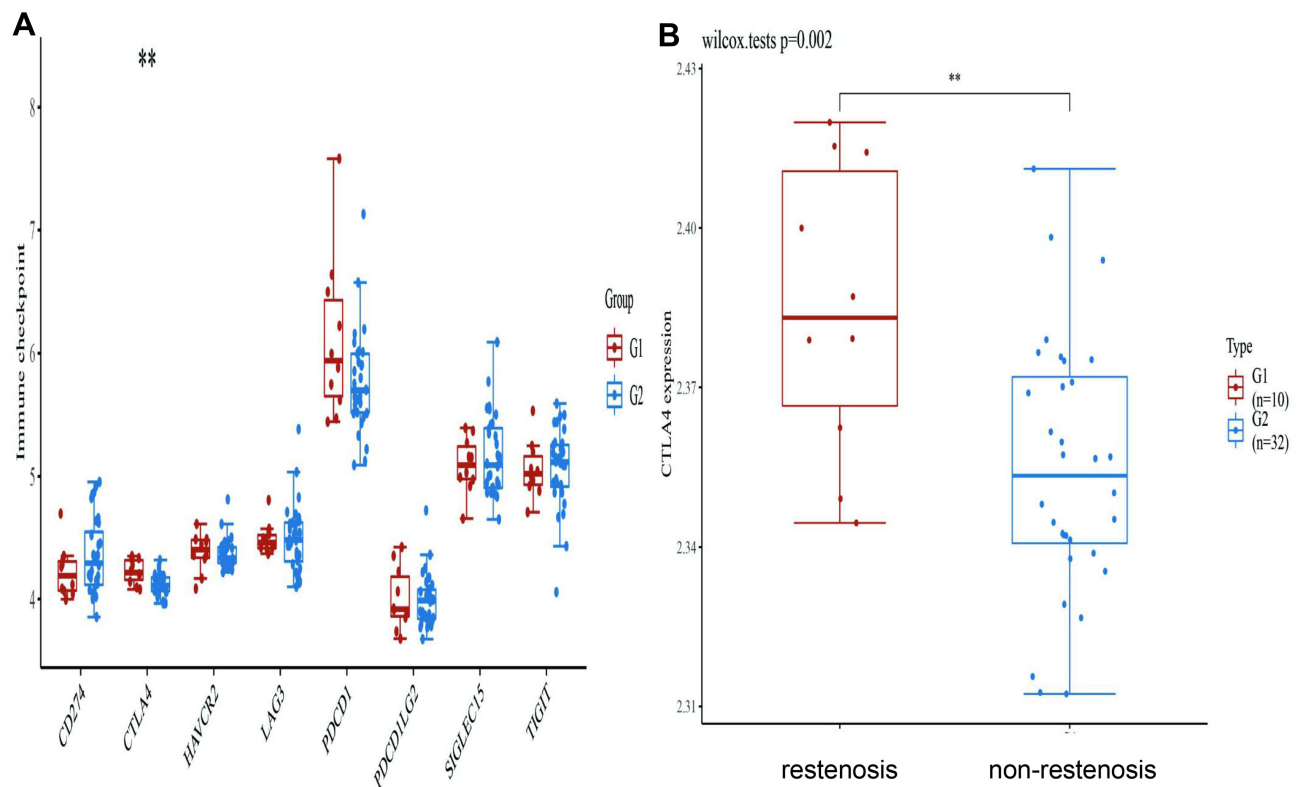 A
**
Immune checkpoint
8
7
6
5
4
CD274
CTLA4
HAVCR2
LAG3
PDCD1
PDCD1LG2
SIGLEC15
TIGIT
Group
G1
G2
B
wilcox.tests p=0.002
**
CTLA4 expression
2.43
2.40
2.37
2.34
2.31
restenosis
non-restenosis
Type
G1
(n=10)
G2
(n=32)